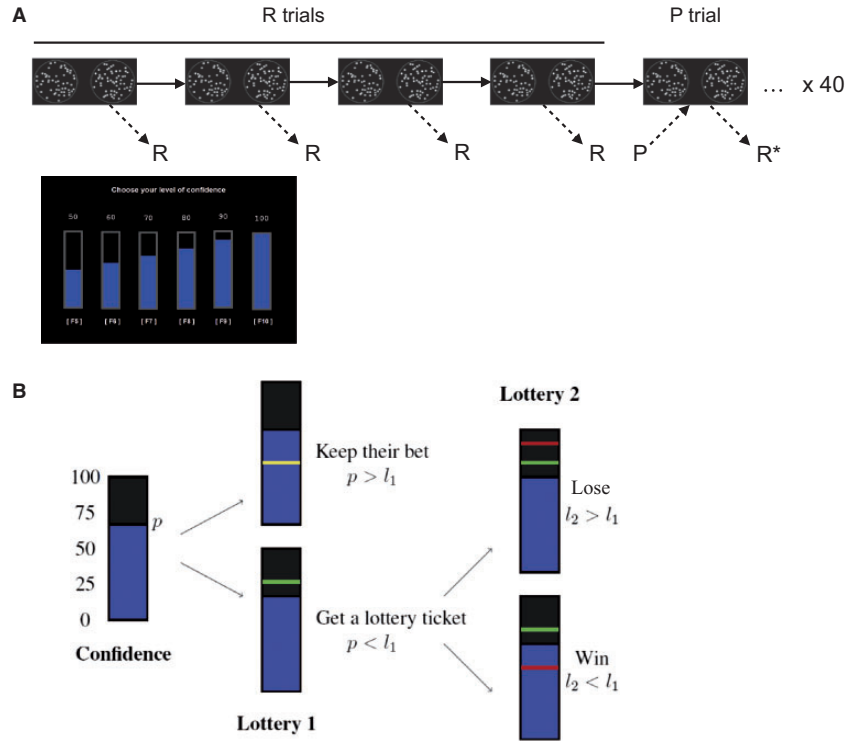 A
R trials
P trial
... x 40
R
R
R
R
P
R*
Choose your level of confidence
50 60 70 80 90 100
[ F5 ] [ F6 ] [ F7 ] [ F8 ] [ F9 ] [ F10 ]
B
Lottery 2
Keep their bet
p > l₁
100
75
50
25
0
p
Confidence
Lose
l₂ > l₁
Get a lottery ticket
p < l₁
Win
l₂ < l₁
Lottery 1